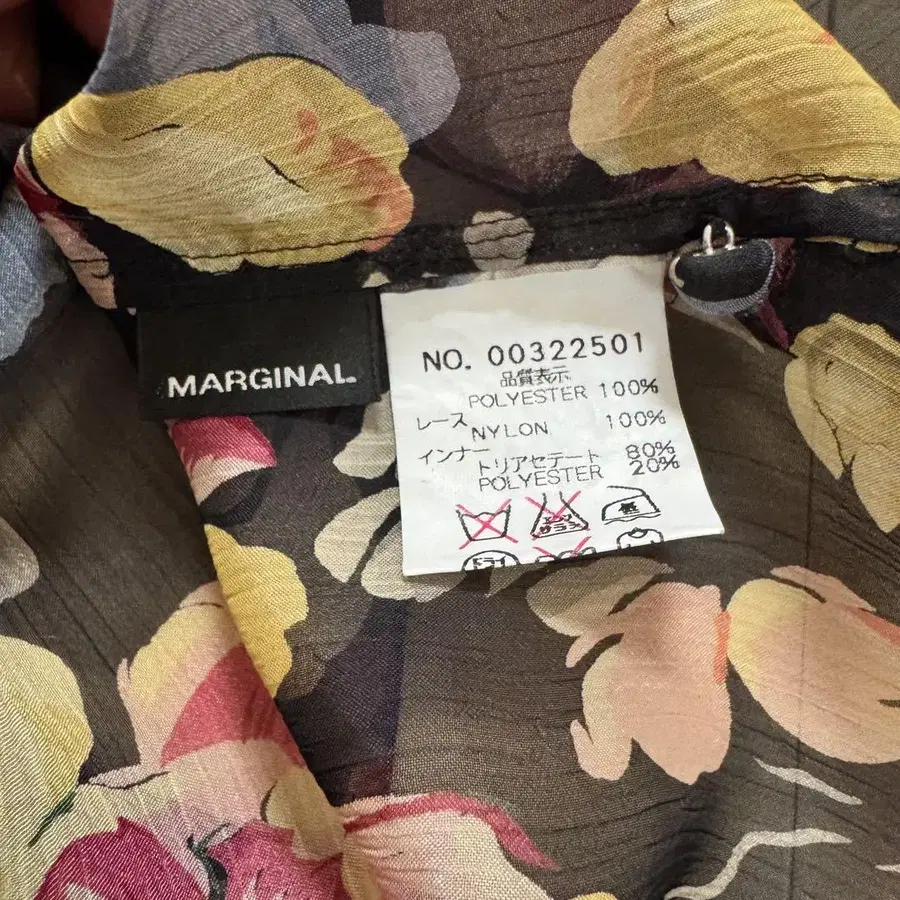 MARGINAL
NO. 00322501
品質表示
POLYESTER 100%
レース NYLON 100%
インナー トリアセテート 80%
POLYESTER 20%
低